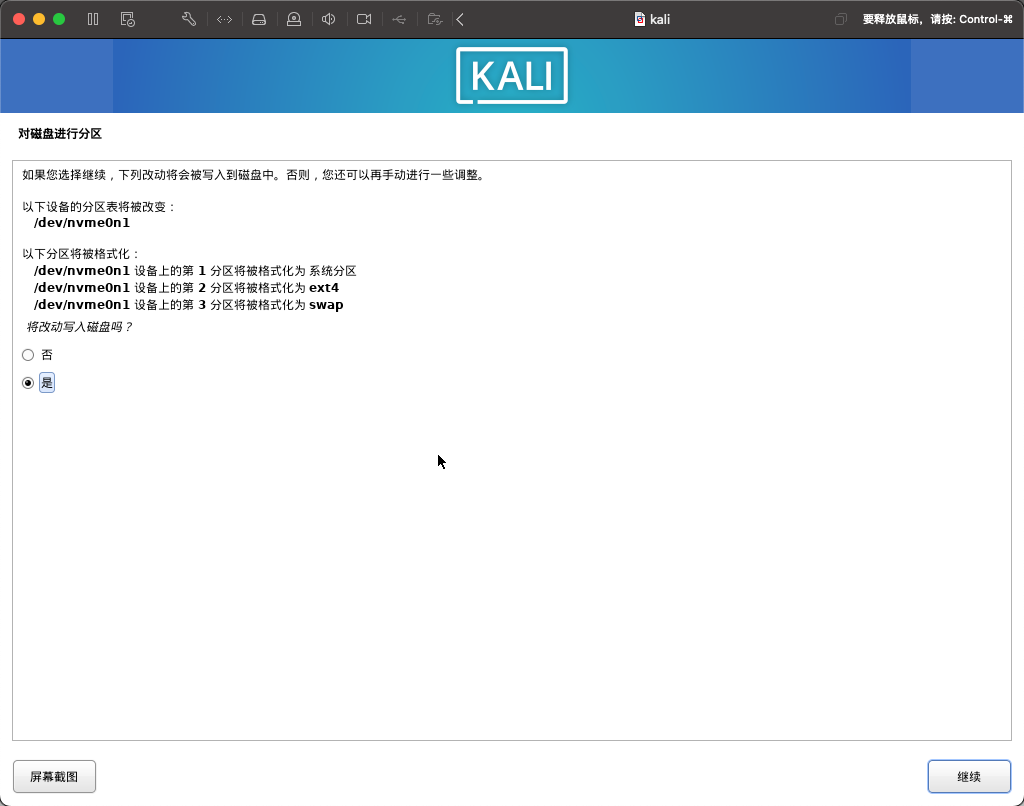 kali
要释放鼠标，请按: Control-⌘
KALI
对磁盘进行分区
如果您选择继续，下列改动将会被写入到磁盘中。否则，您还可以再手动进行一些调整。
以下设备的分区表将被改变：
/dev/nvme0n1
以下分区将被格式化：
/dev/nvme0n1 设备上的第 1 分区将被格式化为 系统分区
/dev/nvme0n1 设备上的第 2 分区将被格式化为 ext4
/dev/nvme0n1 设备上的第 3 分区将被格式化为 swap
将改动写入磁盘吗？
否
是
屏幕截图
继续